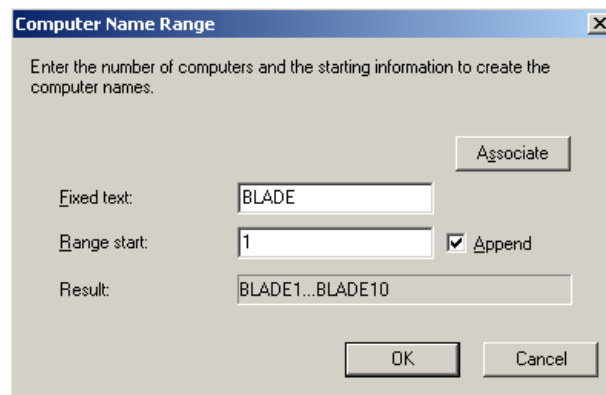 Computer Name Range
Enter the number of computers and the starting information to create the
computer names.
Associate
Fixed text:
BLADE
Range start:
1
Append
Result:
BLADE1...BLADE10
OK
Cancel